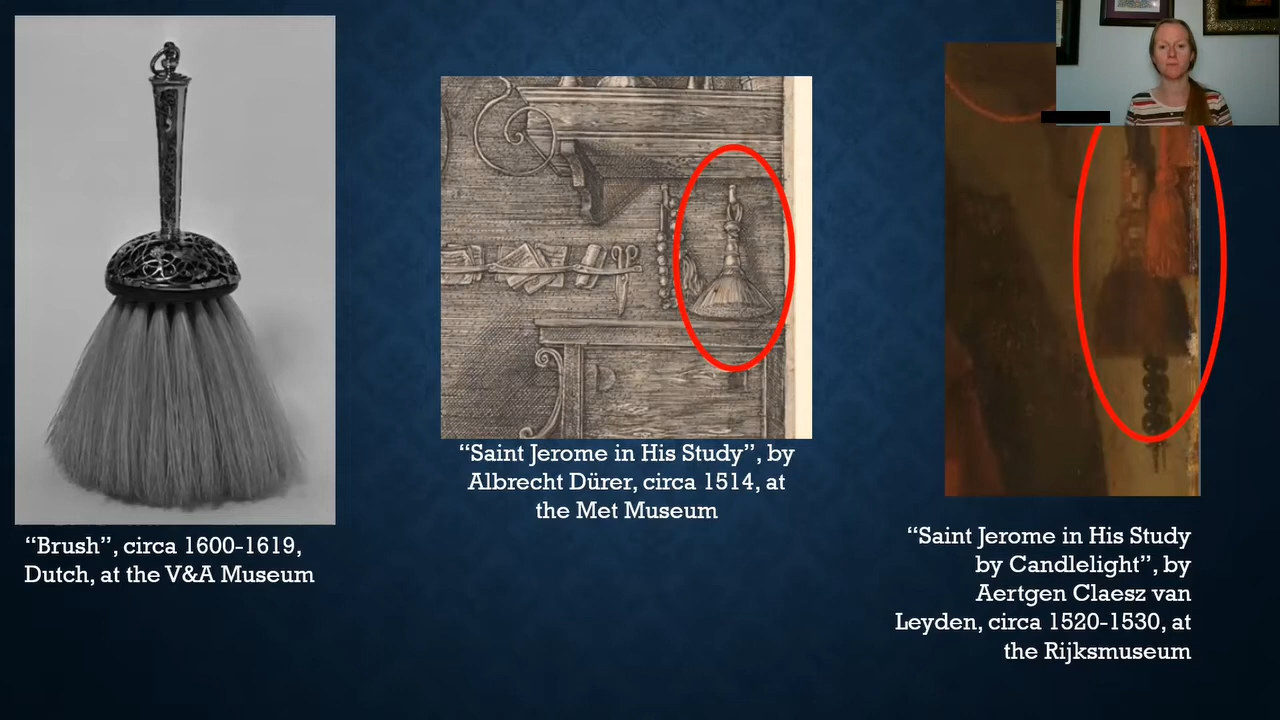 “Brush”, circa 1600-1619,
Dutch, at the V&A Museum
“Saint Jerome in His Study”, by
Albrecht Dürer, circa 1514, at
the Met Museum
“Saint Jerome in His Study
by Candlelight”, by
Aertgen Claesz van
Leyden, circa 1520-1530, at
the Rijksmuseum